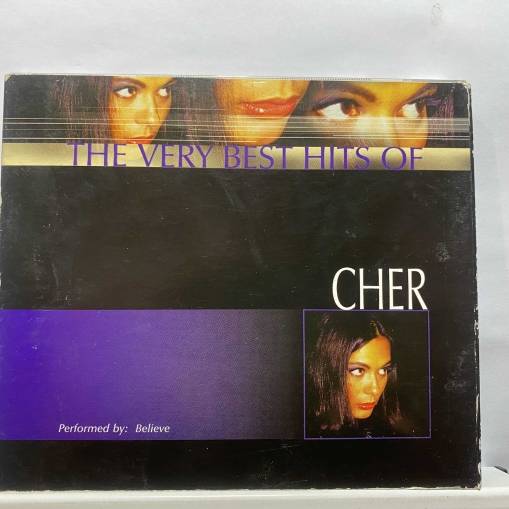 THE VERY BEST HITS OF
CHER
Performed by: Believe